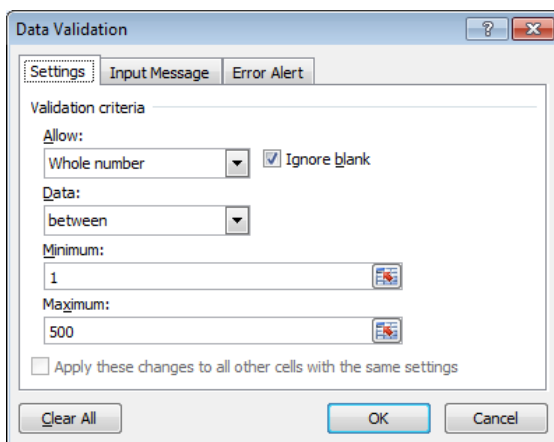 Data Validation
Settings Input Message Error Alert
Validation criteria
Allow:
Whole number Ignore blank
Data:
between
Minimum:
1
Maximum:
500
Apply these changes to all other cells with the same settings
Clear All OK Cancel